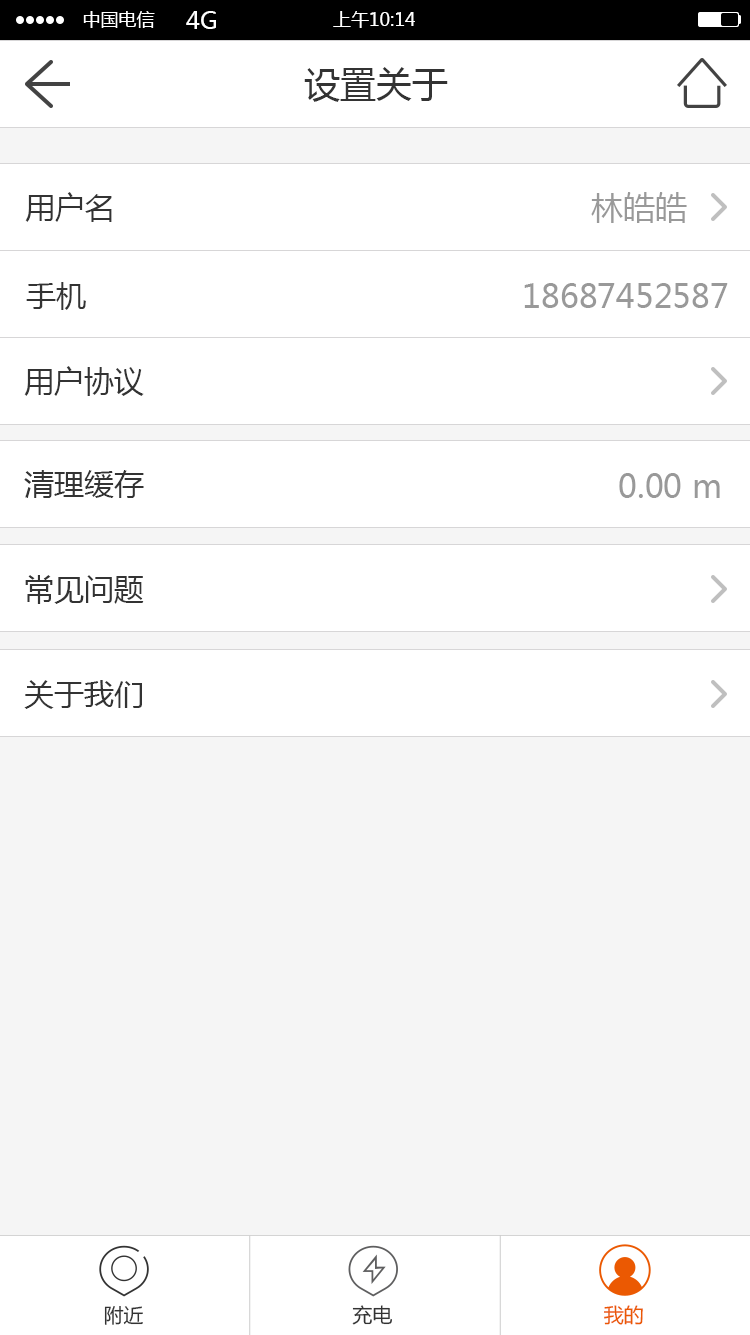 中国电信 4G 上午10:14
设置关于
用户名 林皓皓
手机 18687452587
用户协议
清理缓存 0.00 m
常见问题
关于我们
附近 充电 我的